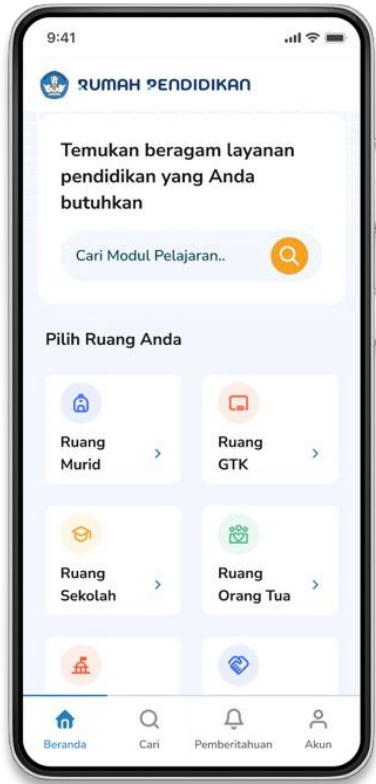 9:41
RUMAH PENDIDIKAN
Temukan beragam layanan
pendidikan yang Anda
butuhkan
Cari Modul Pelajaran..
Pilih Ruang Anda
Ruang
Murid
Ruang
GTK
Ruang
Sekolah
Ruang
Orang Tua
Beranda
Cari
Pemberitahuan
Akun